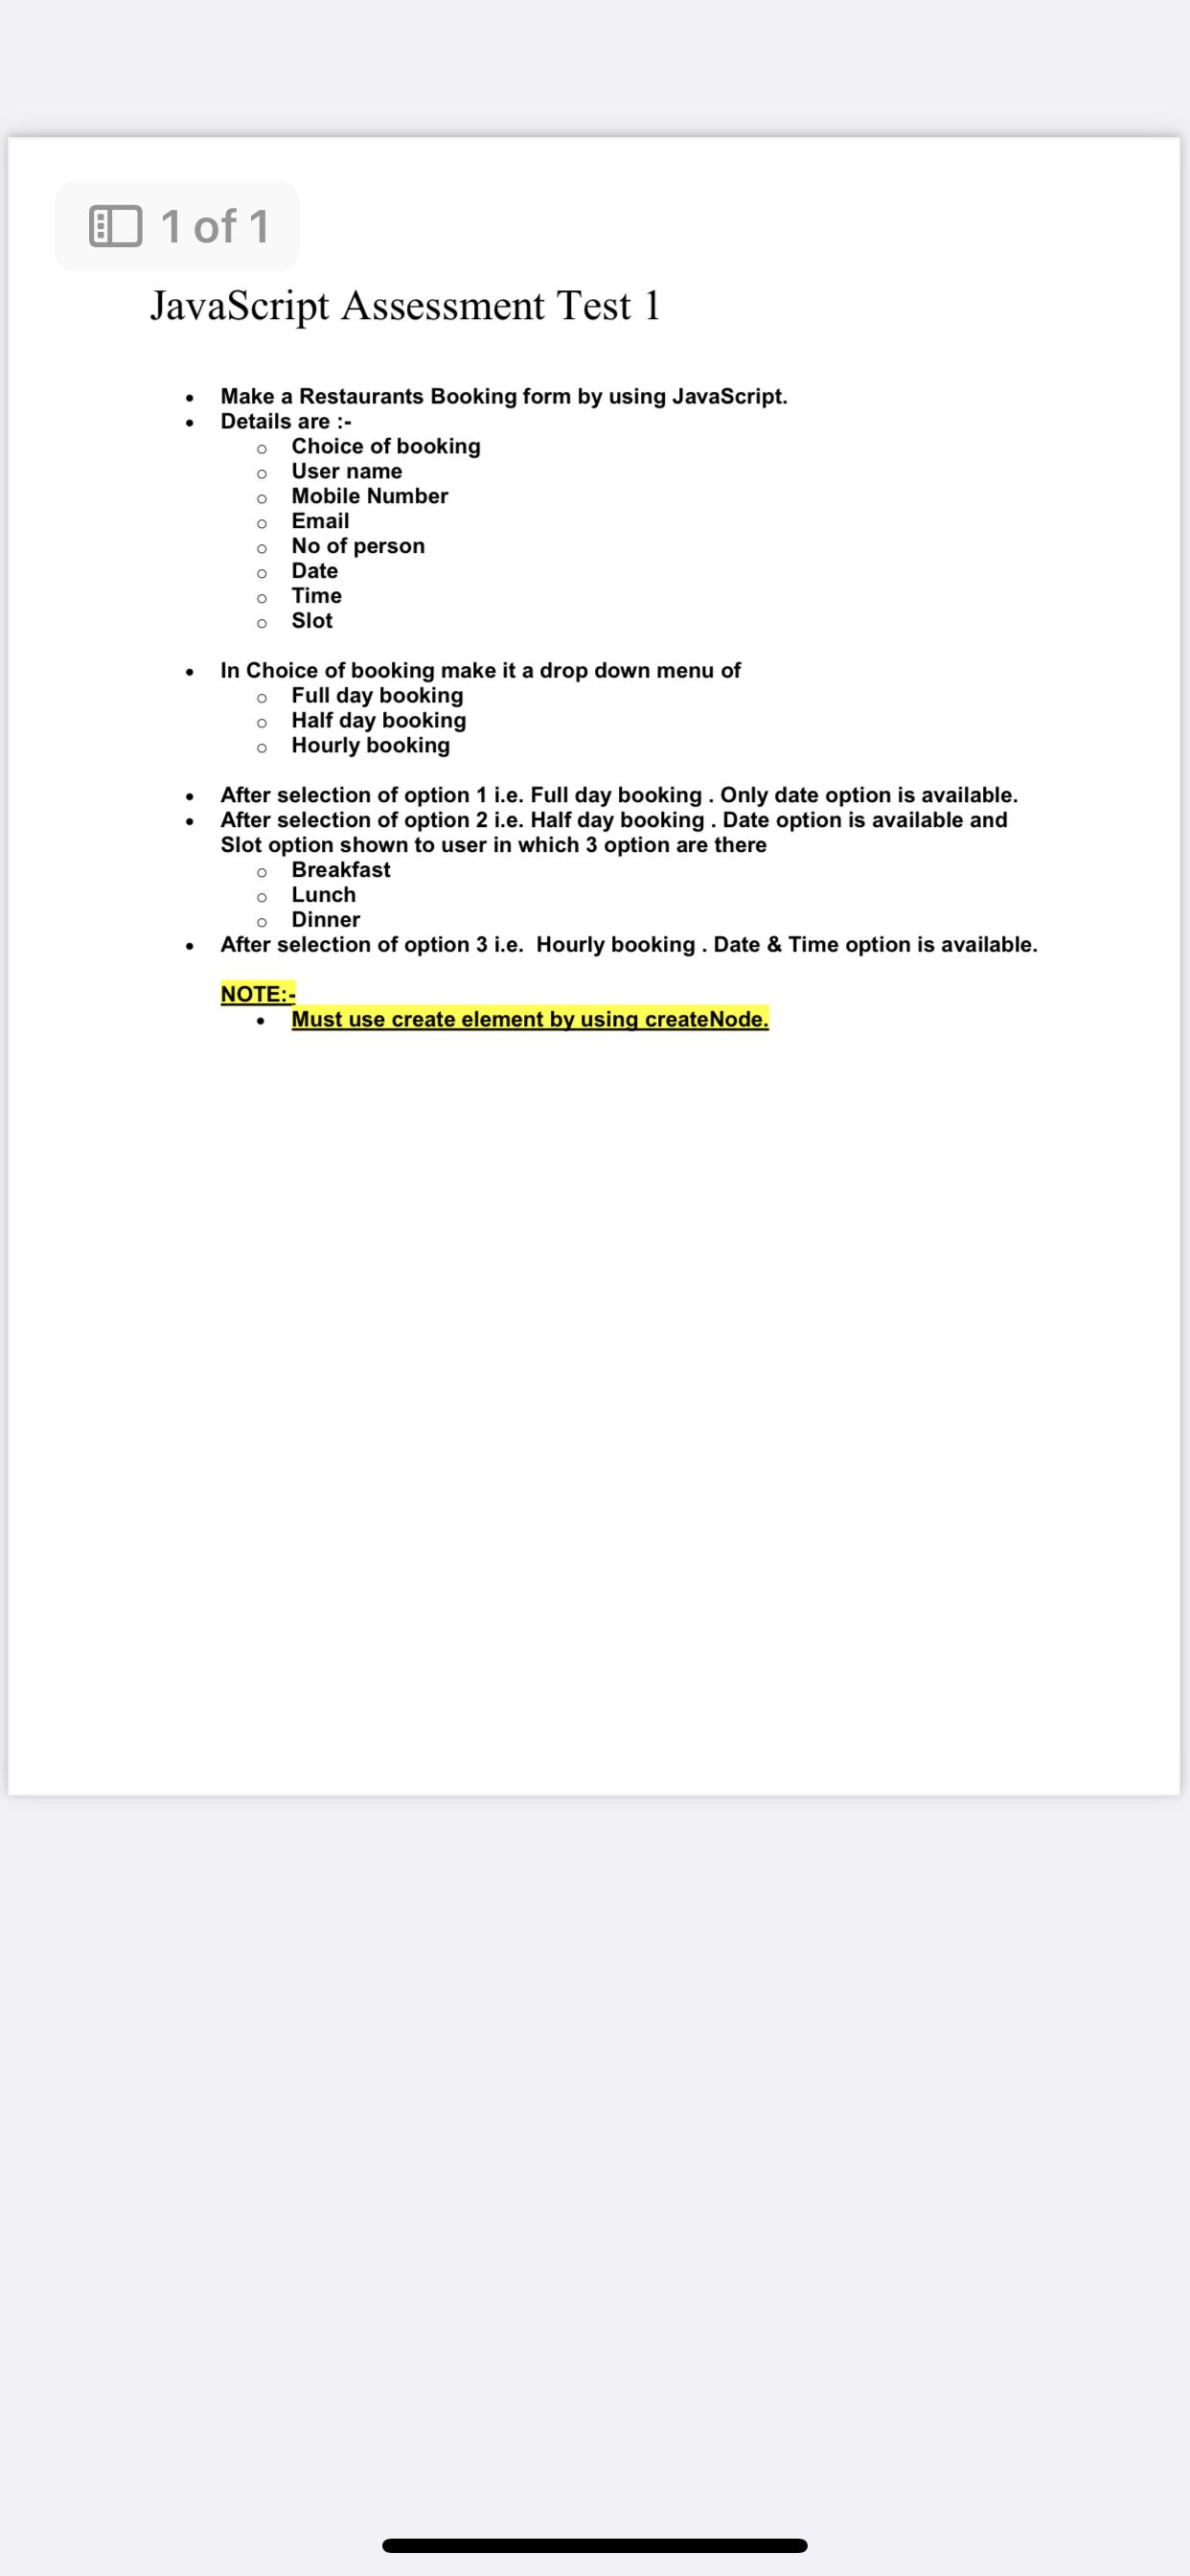 1 of 1
JavaScript Assessment Test 1
• Make a Restaurants Booking form by using JavaScript.
• Details are :-
o Choice of booking
o User name
o Mobile Number
o Email
o No of person
o Date
o Time
o Slot
• In Choice of booking make it a drop down menu of
o Full day booking
o Half day booking
o Hourly booking
• After selection of option 1 i.e. Full day booking . Only date option is available.
• After selection of option 2 i.e. Half day booking . Date option is available and
Slot option shown to user in which 3 option are there
o Breakfast
o Lunch
o Dinner
• After selection of option 3 i.e.  Hourly booking . Date & Time option is available.
NOTE:-
• Must use create element by using createNode.